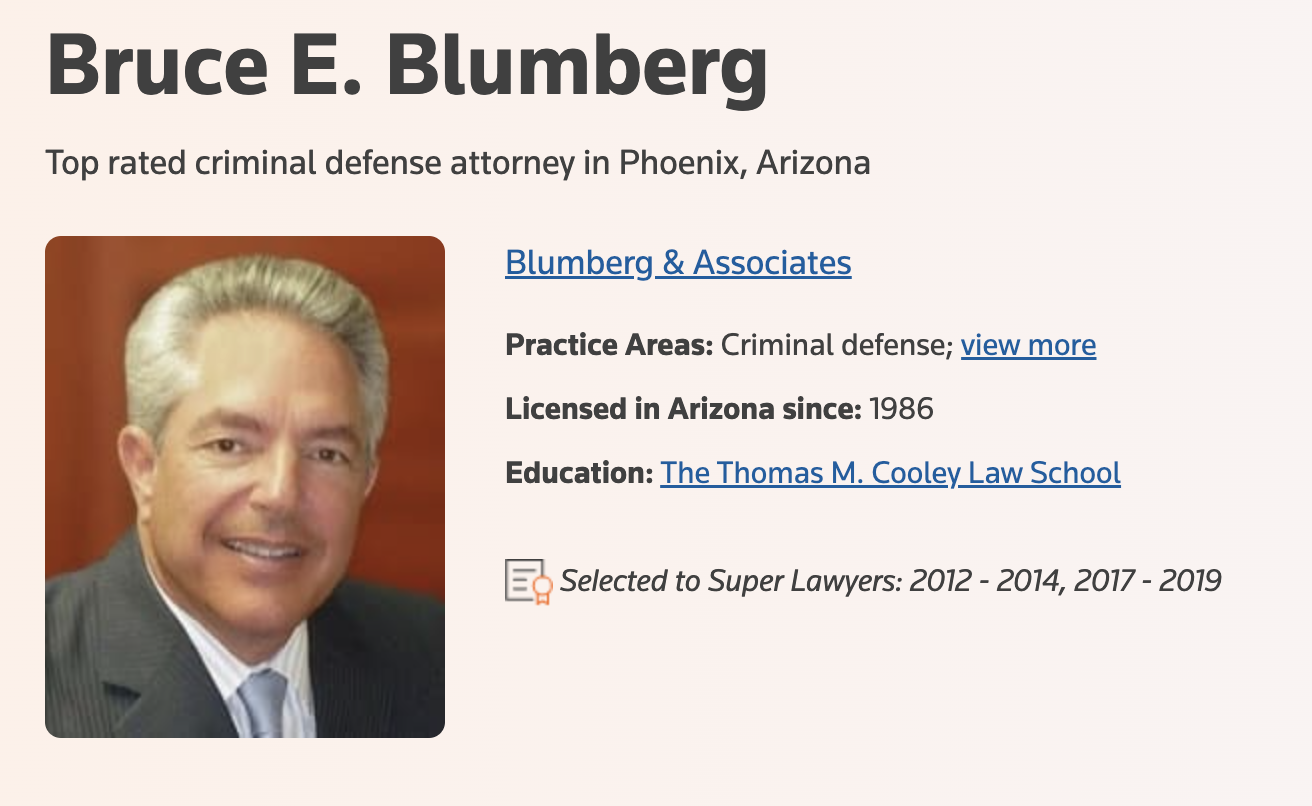 Bruce E. Blumberg
Top rated criminal defense attorney in Phoenix, Arizona
Blumberg & Associates
Practice Areas: Criminal defense; view more
Licensed in Arizona since: 1986
Education: The Thomas M. Cooley Law School
Selected to Super Lawyers: 2012 - 2014, 2017 - 2019